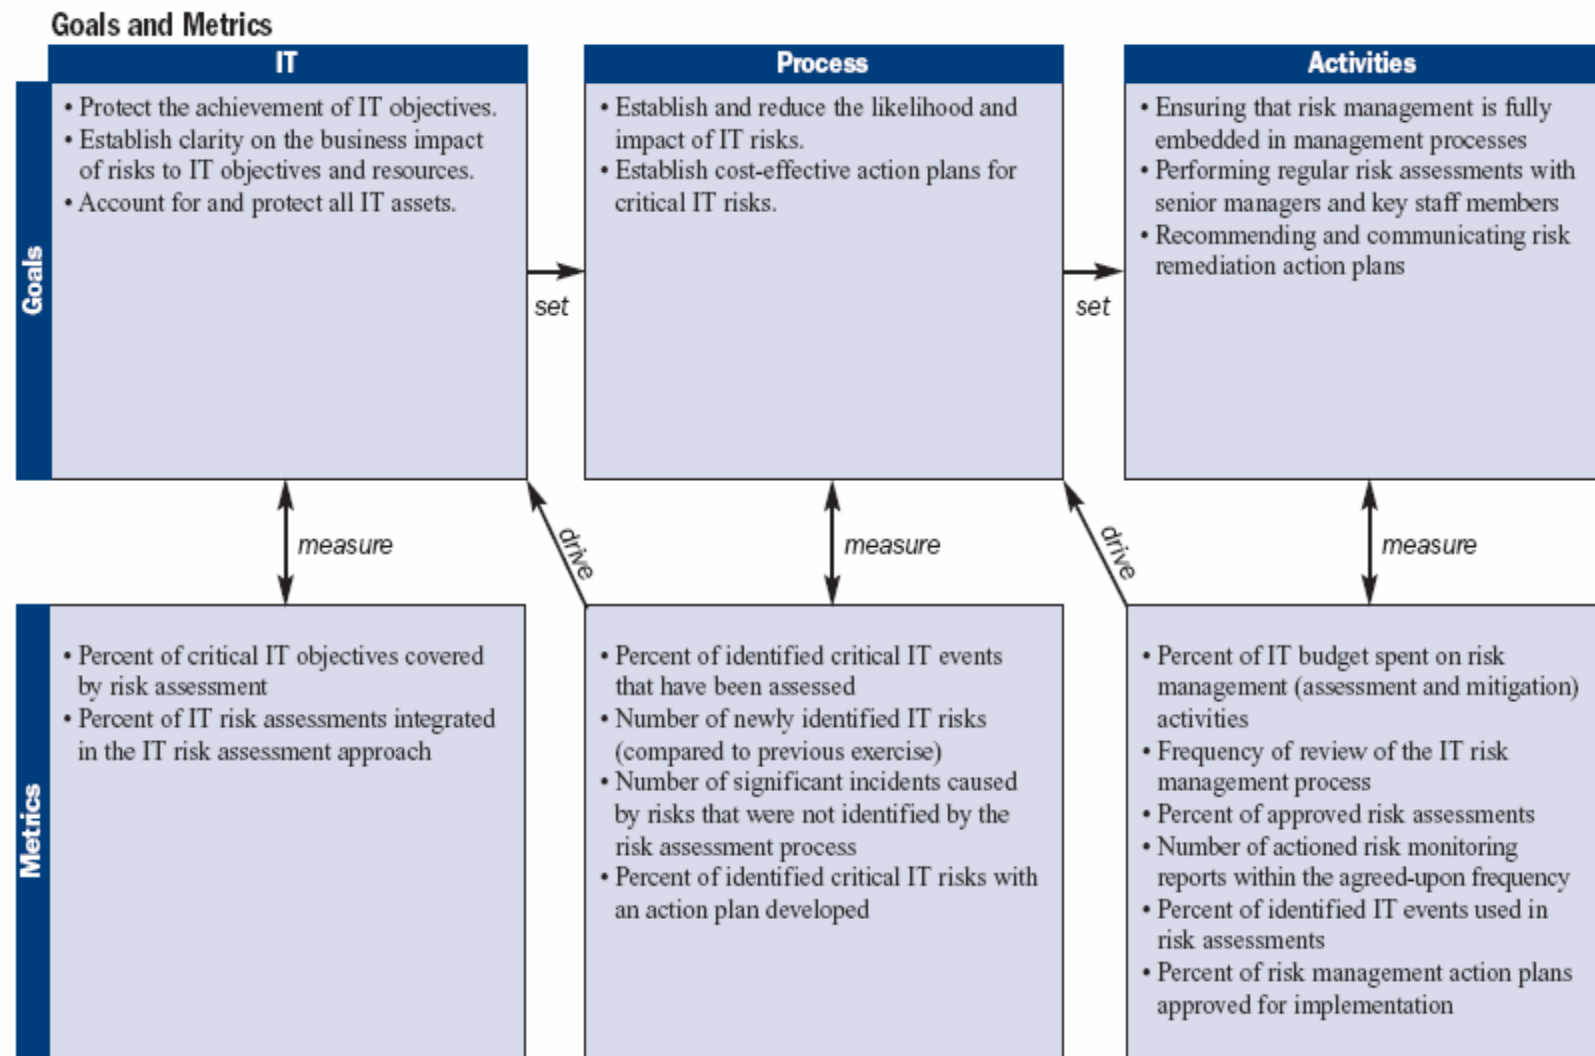 Goals and Metrics
IT
Process
Activities
Goals
• Protect the achievement of IT objectives.
• Establish clarity on the business impact
of risks to IT objectives and resources.
• Account for and protect all IT assets.
set
• Establish and reduce the likelihood and
impact of IT risks.
• Establish cost-effective action plans for
critical IT risks.
set
• Ensuring that risk management is fully
embedded in management processes
• Performing regular risk assessments with
senior managers and key staff members
• Recommending and communicating risk
remediation action plans
measure
drive
measure
drive
measure
Metrics
• Percent of critical IT objectives covered
by risk assessment
• Percent of IT risk assessments integrated
in the IT risk assessment approach
• Percent of identified critical IT events
that have been assessed
• Number of newly identified IT risks
(compared to previous exercise)
• Number of significant incidents caused
by risks that were not identified by the
risk assessment process
• Percent of identified critical IT risks with
an action plan developed
• Percent of IT budget spent on risk
management (assessment and mitigation)
activities
• Frequency of review of the IT risk
management process
• Percent of approved risk assessments
• Number of actioned risk monitoring
reports within the agreed-upon frequency
• Percent of identified IT events used in
risk assessments
• Percent of risk management action plans
approved for implementation